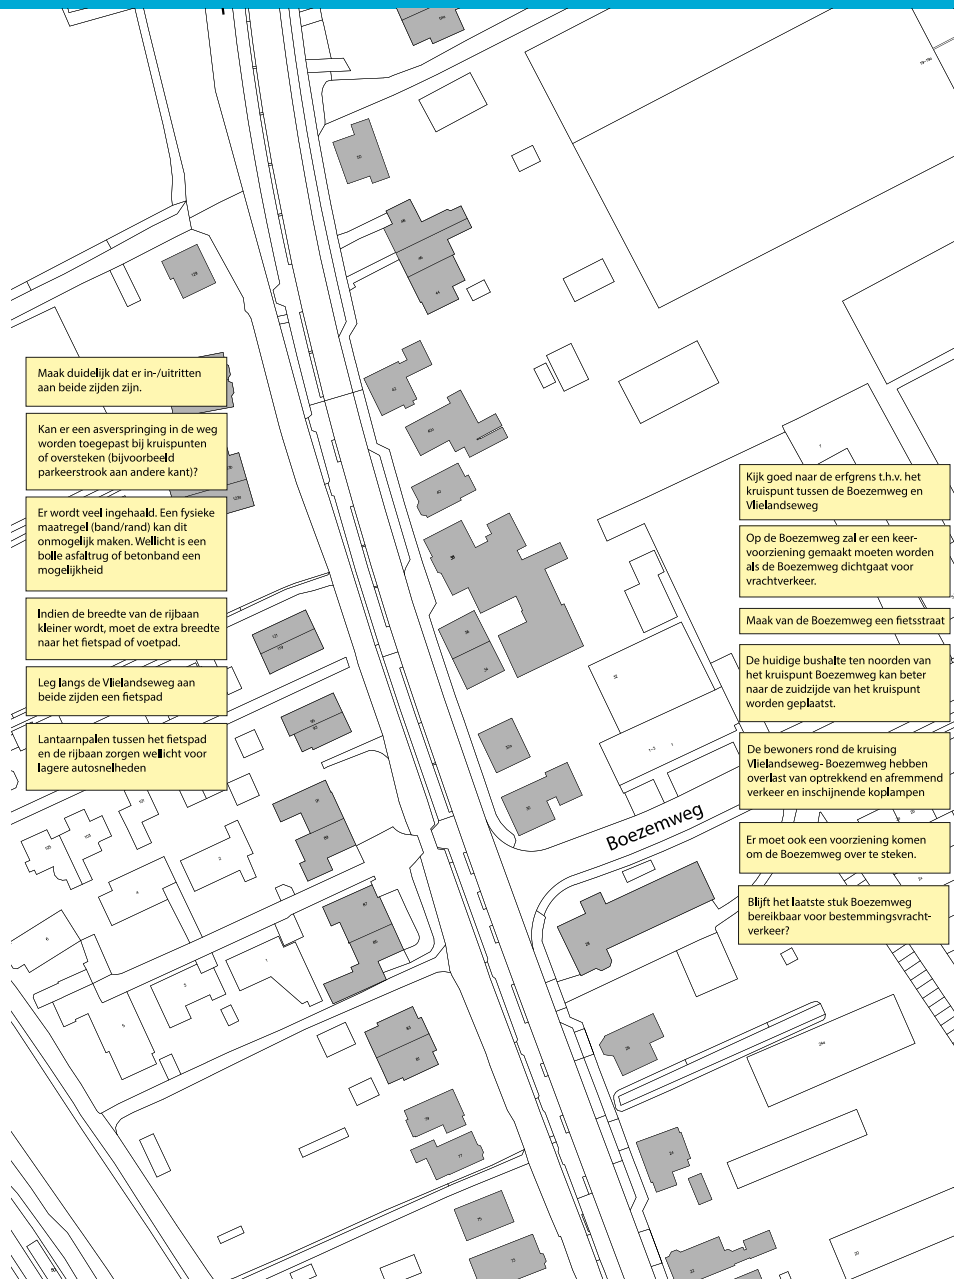 Maak duidelijk dat er in-/uitritten
aan beide zijden zijn.
Kan er een asverspringing in de weg
worden toegepast bij kruispunten
of oversteken (bijvoorbeeld
parkeerstrook aan andere kant)?
Er wordt veel ingehaald. Een fysieke
maatregel (band/rand) kan dit
onmogelijk maken. Wellicht is een
bolle asfaltrug of betonband een
mogelijkheid
Indien de breedte van de rijbaan
kleiner wordt, moet de extra breedte
naar het fietspad of voetpad.
Leg langs de Vlielandseweg aan
beide zijden een fietspad
Lantaarnpalen tussen het fietspad
en de rijbaan zorgen wellicht voor
lagere autosnelheden
Boezemweg
Kijk goed naar de erfgrens t.h.v. het
kruispunt tussen de Boezemweg en
Vlielandseweg
Op de Boezemweg zal er een keer-
voorziening gemaakt moeten worden
als de Boezemweg dichtgaat voor
vrachtverkeer.
Maak van de Boezemweg een fietsstraat
De huidige bushalte ten noorden van
het kruispunt Boezemweg kan beter
naar de zuidzijde van het kruispunt
worden geplaatst.
De bewoners rond de kruising
Vlielandseweg- Boezemweg hebben
overlast van optrekkend en afremmend
verkeer en inschijnende koplampen
Er moet ook een voorziening komen
om de Boezemweg over te steken.
Blijft het laatste stuk Boezemweg
bereikbaar voor bestemmingsvracht-
verkeer?